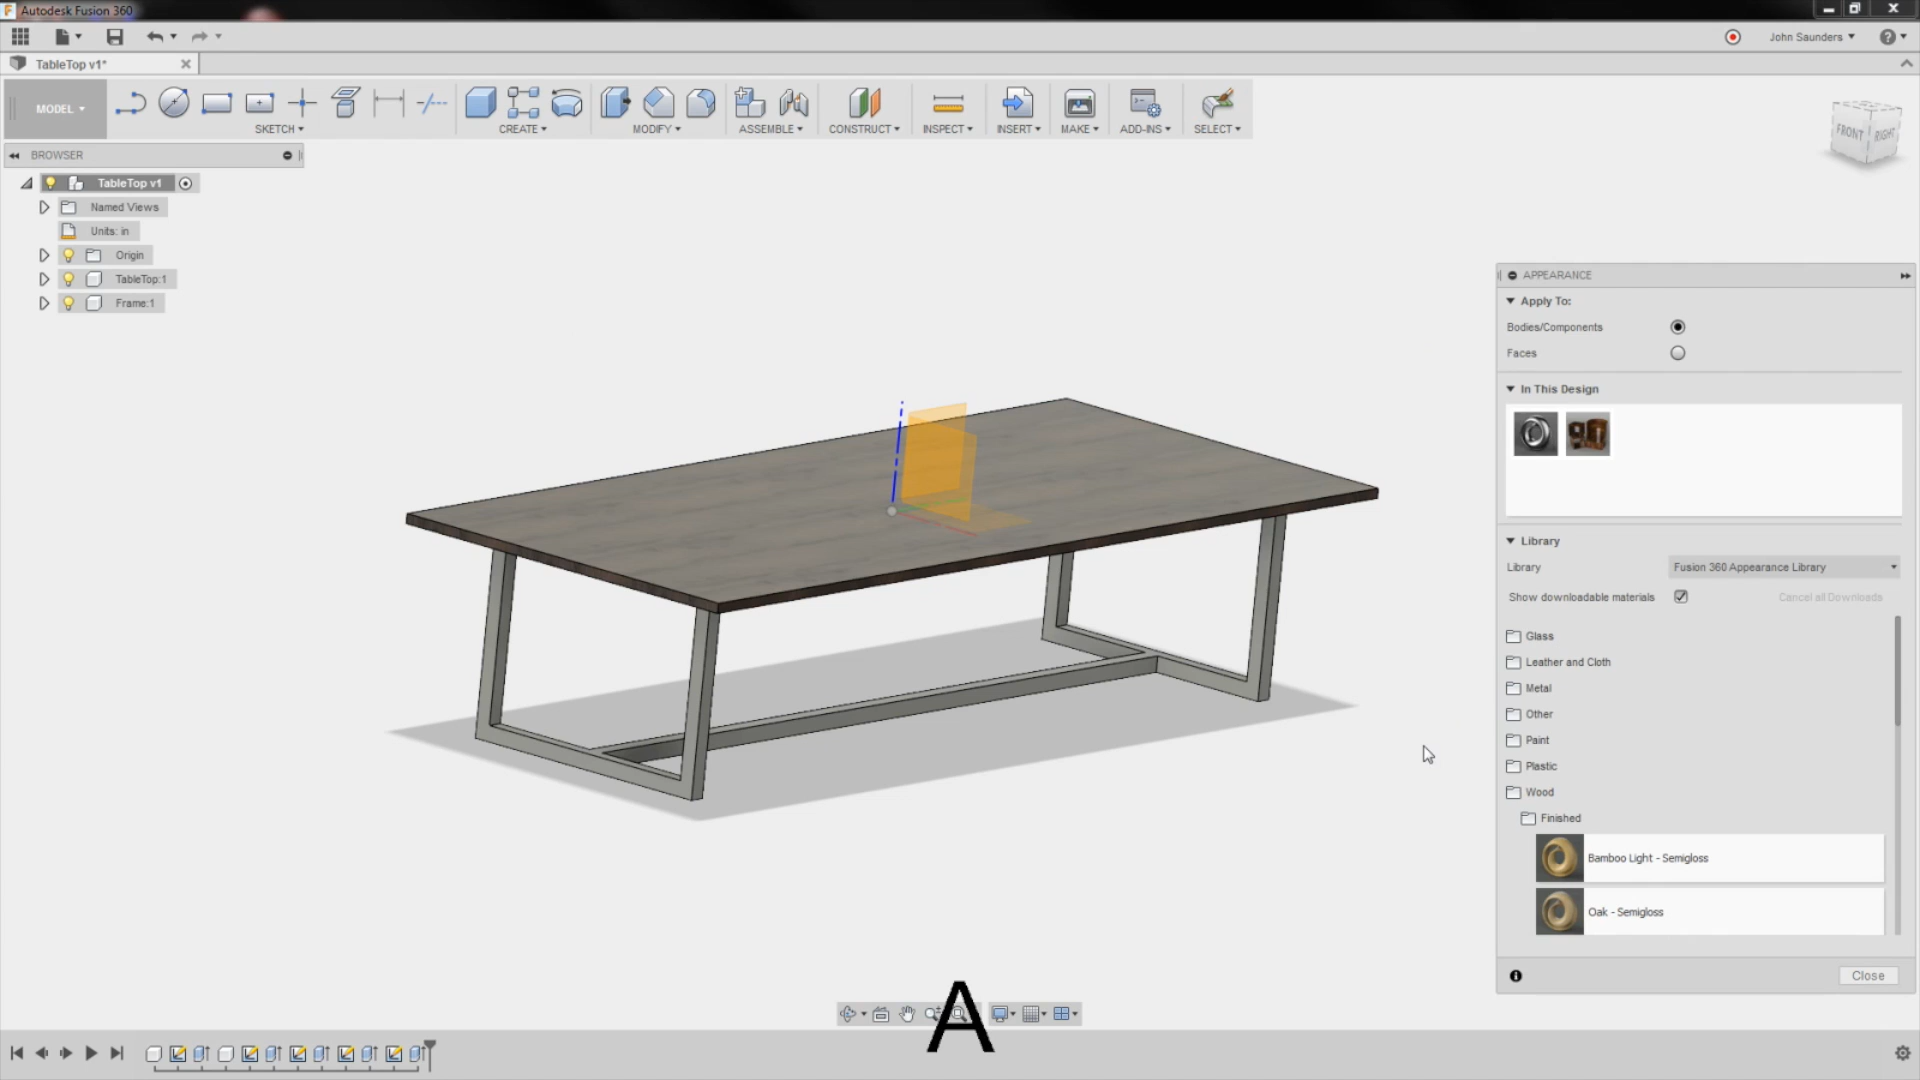 Autodesk Fusion 360
John Saunders
TableTop v1*
MODEL
SKETCH
CREATE
MODIFY
ASSEMBLE
CONSTRUCT
INSPECT
INSERT
MAKE
ADD-INS
SELECT
FRONT RIGHT
BROWSER
TableTop v1
Named Views
Units: in
Origin
TableTop:1
Frame:1
APPEARANCE
Apply To:
Bodies/Components
Faces
In This Design
Library
Library Fusion 360 Appearance Library
Show downloadable materials Cancel all Downloads
Glass
Leather and Cloth
Metal
Other
Paint
Plastic
Wood
Finished
Bamboo Light - Semigloss
Oak - Semigloss
Close
A